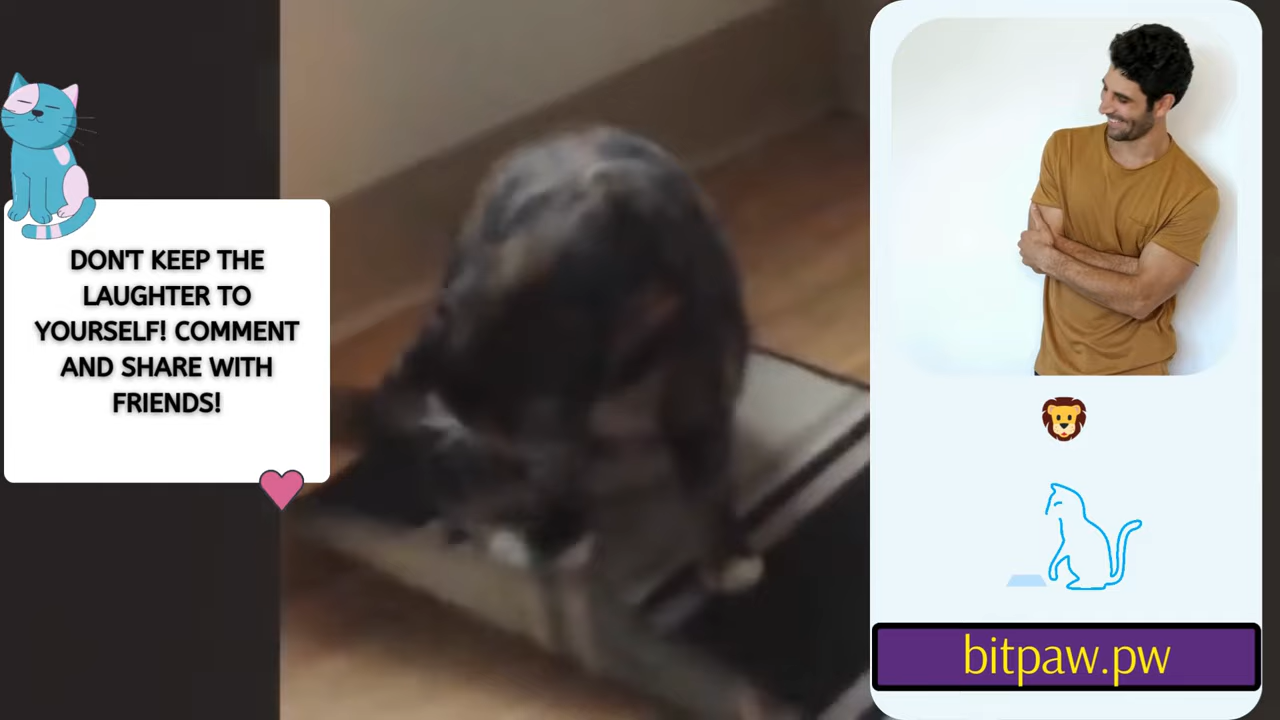 DON'T KEEP THE
LAUGHTER TO
YOURSELF! COMMENT
AND SHARE WITH
FRIENDS!
bitpaw.pw